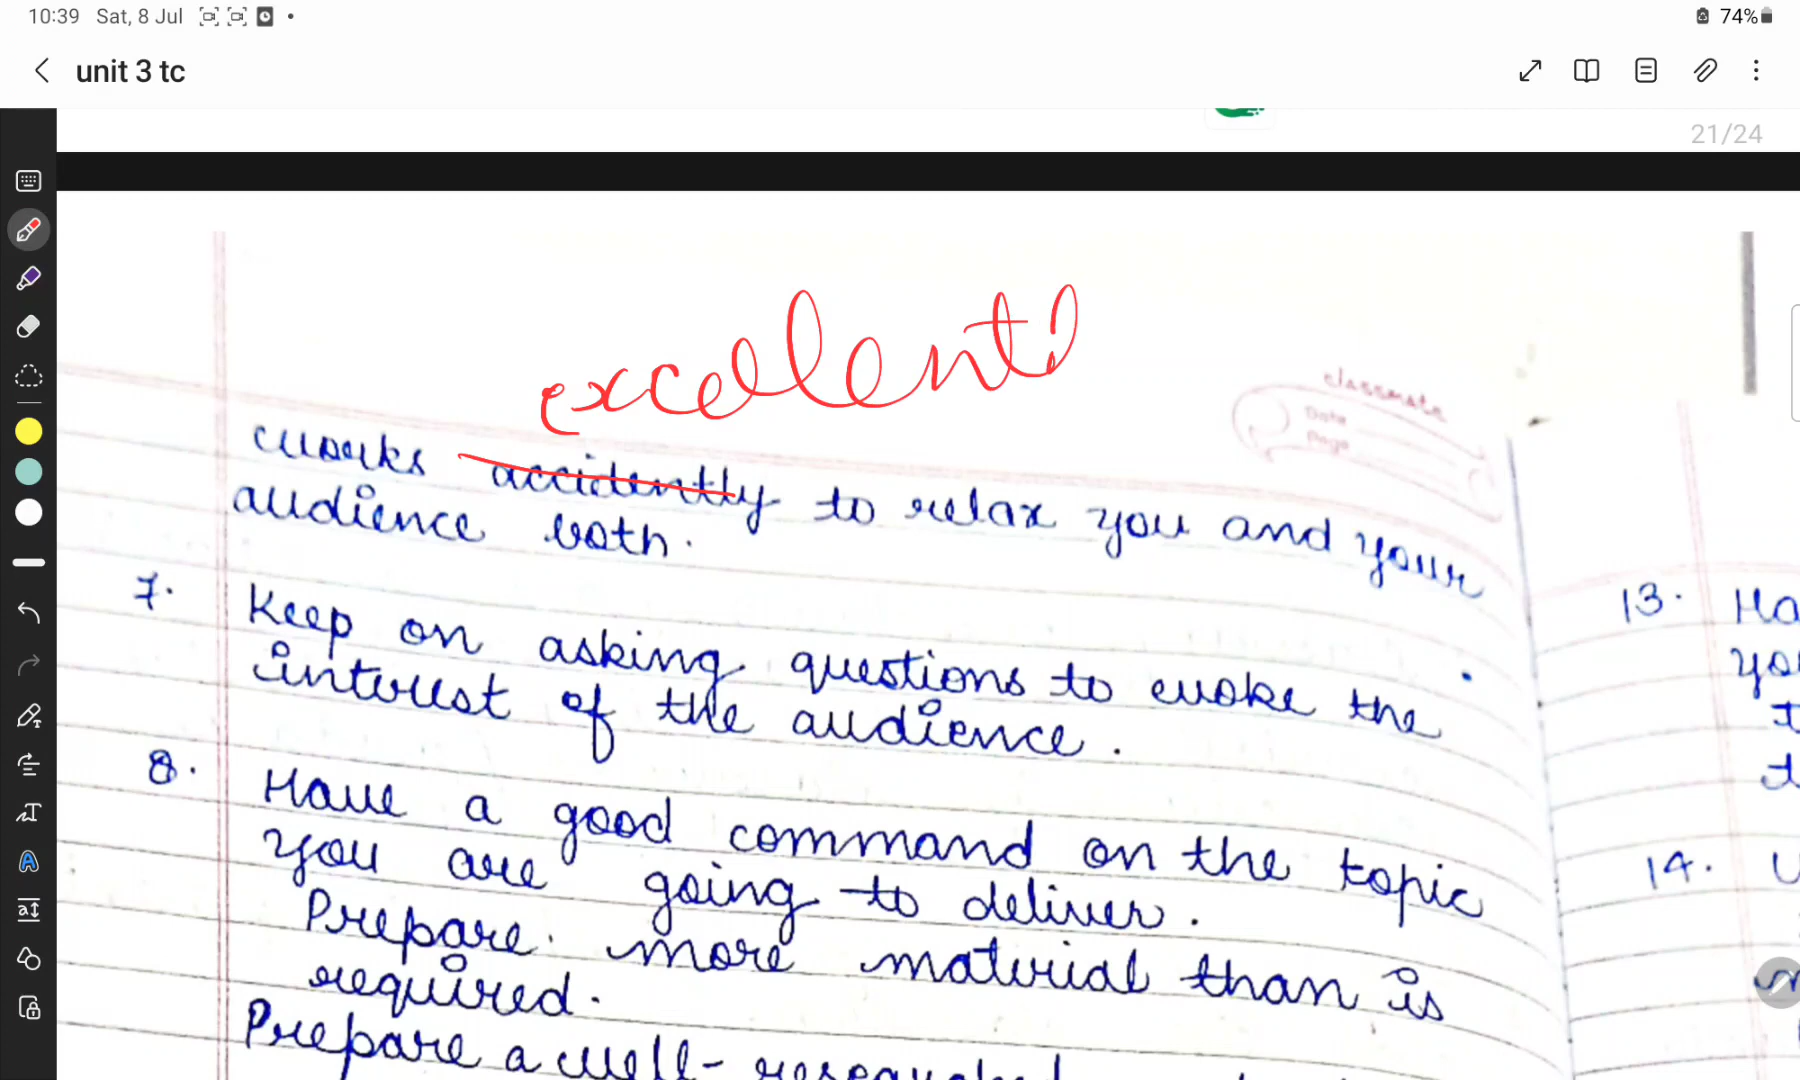 10:39 Sat, 8 Jul
74%
unit 3 tc
21/24
excellent!
classmate
Date
Page
works accidently to relax you and your
audience both.
7. Keep on asking questions to evoke the
interest of the audience.
8. Have a good command on the topic
you are going to deliver.
Prepare more material than is
required.
Prepare a well-
13. Ha
you
t
t
14. U